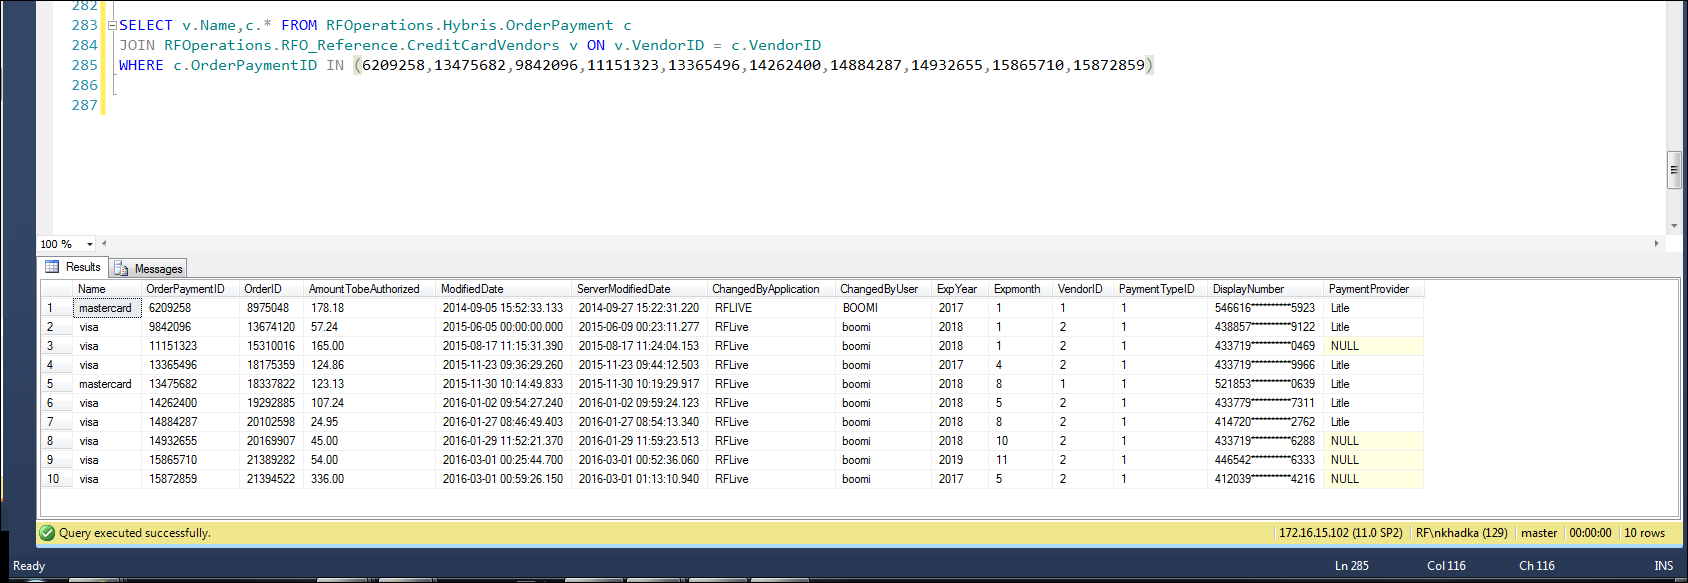 282
283 SELECT v.Name,c.* FROM RFOperations.Hybris.OrderPayment c
284 JOIN RFOperations.RFO_Reference.CreditCardVendors v ON v.VendorID = c.VendorID
285 WHERE c.OrderPaymentID IN (6209258,13475682,9842096,11151323,13365496,14262400,14884287,14932655,15865710,15872859)
286
287
100 %
Results Messages
Name OrderPaymentID OrderID AmountTobeAuthorized ModifiedDate ServerModifiedDate ChangedByApplication ChangedByUser ExpYear Expmonth VendorID PaymentTypeID DisplayNumber PaymentProvider
1 mastercard 6209258 8975048 178.18 2014-09-05 15:52:33.133 2014-09-27 15:22:31.220 RFLIVE BOOMI 2017 1 1 1 546616**********5923 Litle
2 visa 9842096 13674120 57.24 2015-06-05 00:00:00.000 2015-06-09 00:23:11.277 RFLive boomi 2018 1 2 1 438857**********9122 Litle
3 visa 11151323 15310016 165.00 2015-08-17 11:15:31.390 2015-08-17 11:24:04.153 RFLive boomi 2018 1 2 1 433719**********0469 NULL
4 visa 13365496 18175359 124.86 2015-11-23 09:36:29.260 2015-11-23 09:44:12.503 RFLive boomi 2017 4 2 1 433719**********9966 Litle
5 mastercard 13475682 18337822 123.13 2015-11-30 10:14:49.833 2015-11-30 10:19:29.917 RFLive boomi 2018 8 1 1 521853**********0639 Litle
6 visa 14262400 19292885 107.24 2016-01-02 09:54:27.240 2016-01-02 09:59:24.123 RFLive boomi 2018 5 2 1 433779**********7311 Litle
7 visa 14884287 20102598 24.95 2016-01-27 08:46:49.403 2016-01-27 08:54:13.340 RFLive boomi 2018 8 2 1 414720**********2762 Litle
8 visa 14932655 20169907 45.00 2016-01-29 11:52:21.370 2016-01-29 11:59:23.513 RFLive boomi 2018 10 2 1 433719**********6288 NULL
9 visa 15865710 21389282 54.00 2016-03-01 00:25:44.700 2016-03-01 00:52:36.060 RFLive boomi 2019 11 2 1 446542**********6333 NULL
10 visa 15872859 21394522 336.00 2016-03-01 00:59:26.150 2016-03-01 01:13:10.940 RFLive boomi 2017 5 2 1 412039**********4216 NULL
Query executed successfully. 172.16.15.102 (11.0 SP2) RF\nkhadka (129) master 00:00:00 10 rows
Ready Ln 285 Col 116 Ch 116 INS